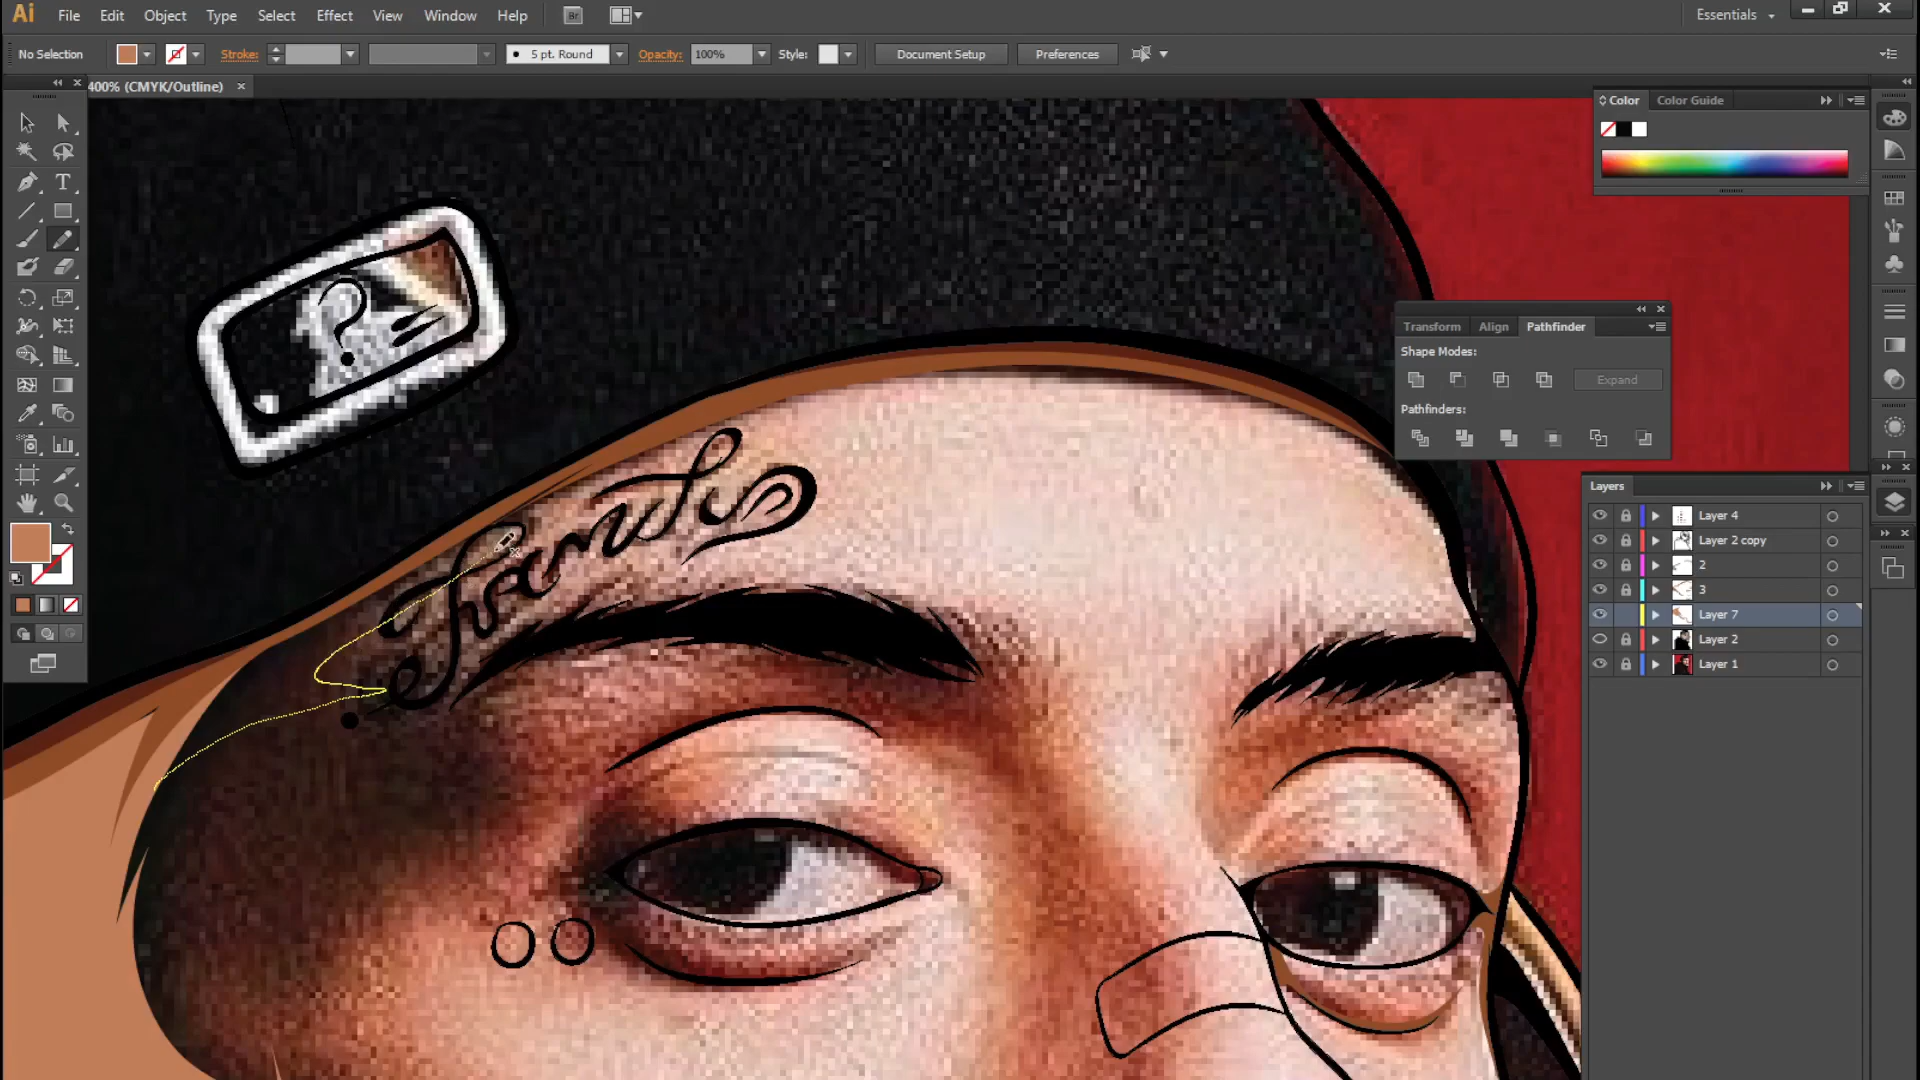 Ai File Edit Object Type Select Effect View Window Help Br Essentials
No Selection Stroke: 5 pt. Round Opacity: 100% Style: Document Setup Preferences
400% (CMYK/Outline)
Color Color Guide
?
Transform Align Pathfinder
Shape Modes:
Expand
Pathfinders:
Layers
Layer 4
Layer 2 copy
2
3
Layer 7
Layer 2
Layer 1